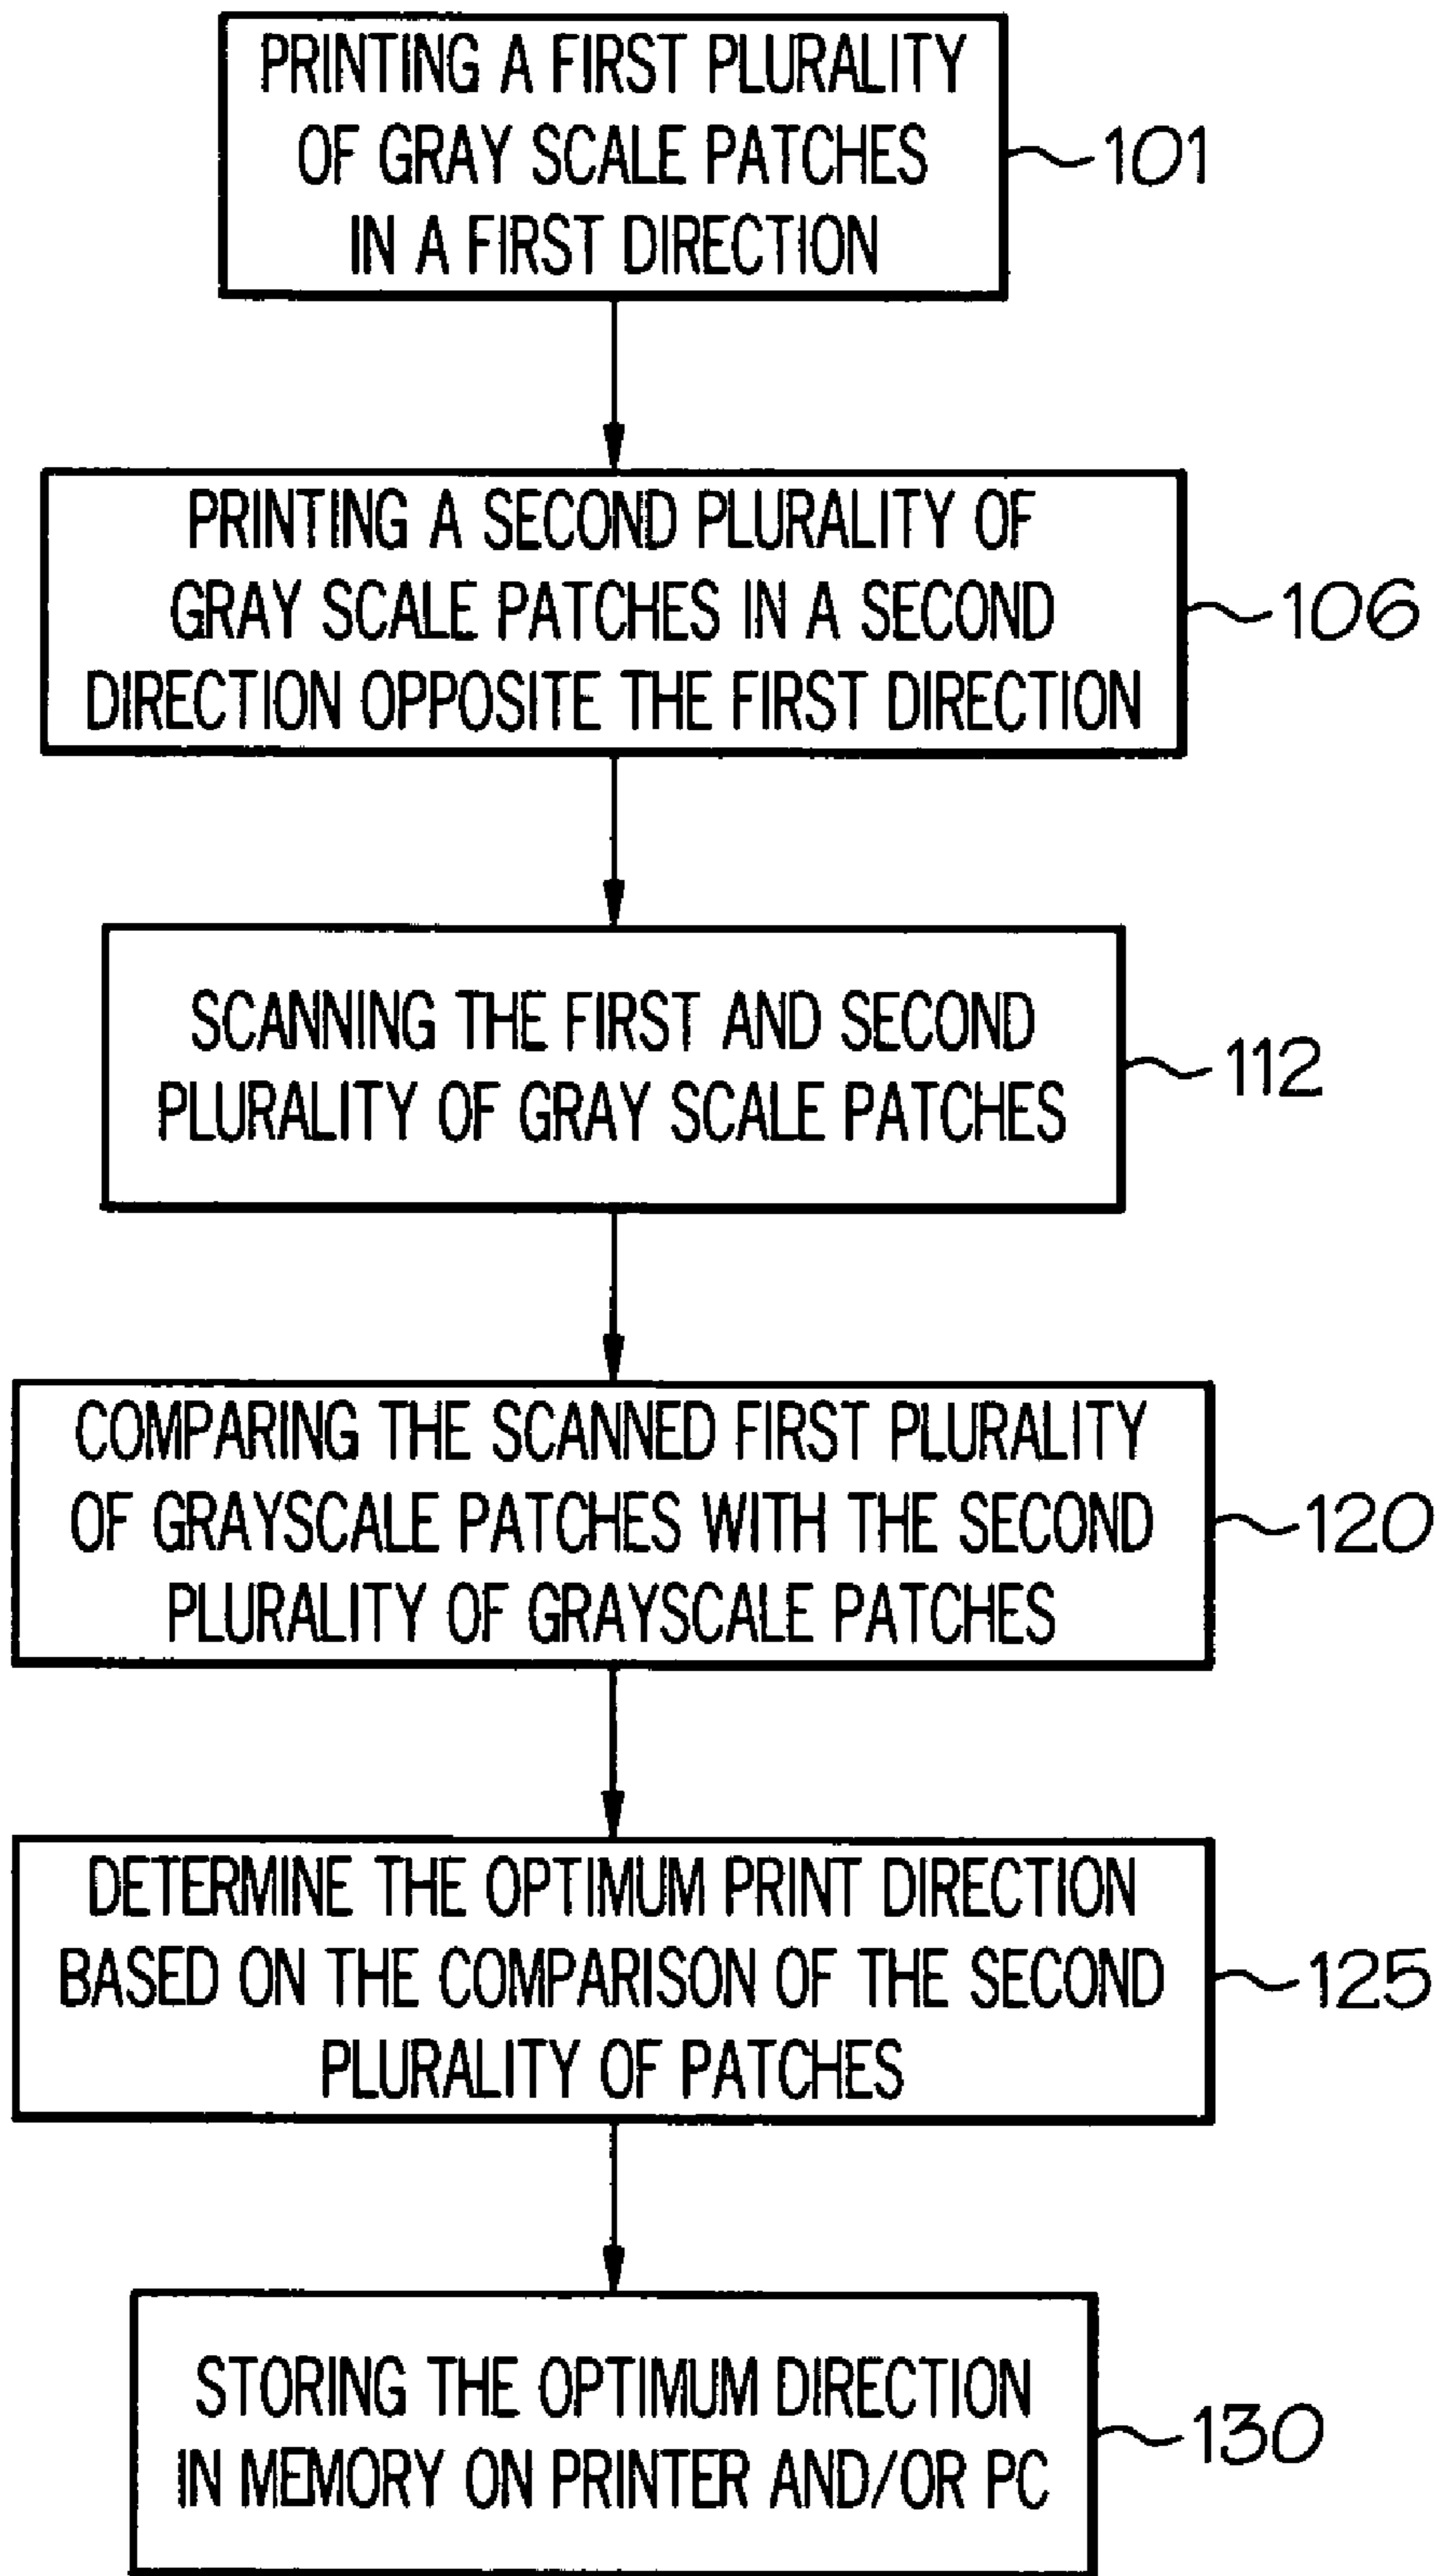 PRINTING A FIRST PLURALITY
OF GRAY SCALE PATCHES
IN A FIRST DIRECTION
101
PRINTING A SECOND PLURALITY OF
GRAY SCALE PATCHES IN A SECOND
DIRECTION OPPOSITE THE FIRST DIRECTION
106
SCANNING THE FIRST AND SECOND
PLURALITY OF GRAY SCALE PATCHES
112
COMPARING THE SCANNED FIRST PLURALITY
OF GRAYSCALE PATCHES WITH THE SECOND
PLURALITY OF GRAYSCALE PATCHES
120
DETERMINE THE OPTIMUM PRINT DIRECTION
BASED ON THE COMPARISON OF THE SECOND
PLURALITY OF PATCHES
125
STORING THE OPTIMUM DIRECTION
IN MEMORY ON PRINTER AND/OR PC
130